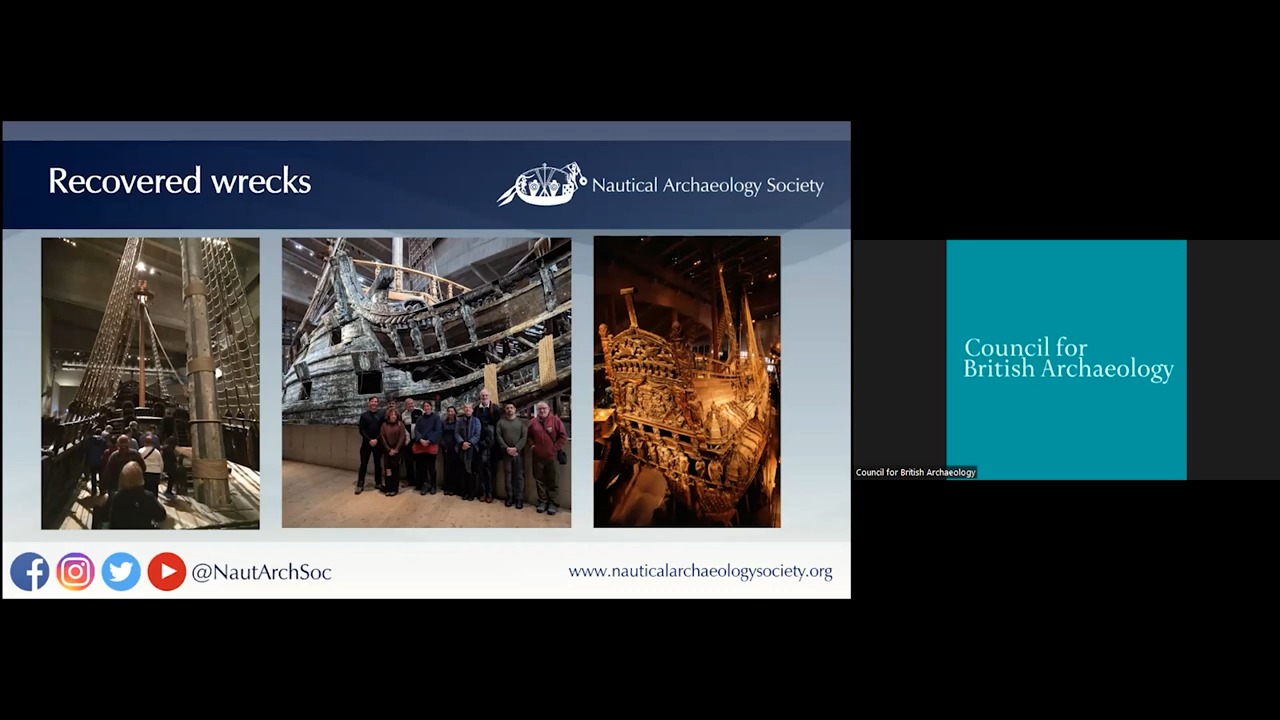 Recovered wrecks
Nautical Archaeology Society
@NautArchSoc
www.nauticalarchaeologysociety.org
Council for
British Archaeology
Council for British Archaeology